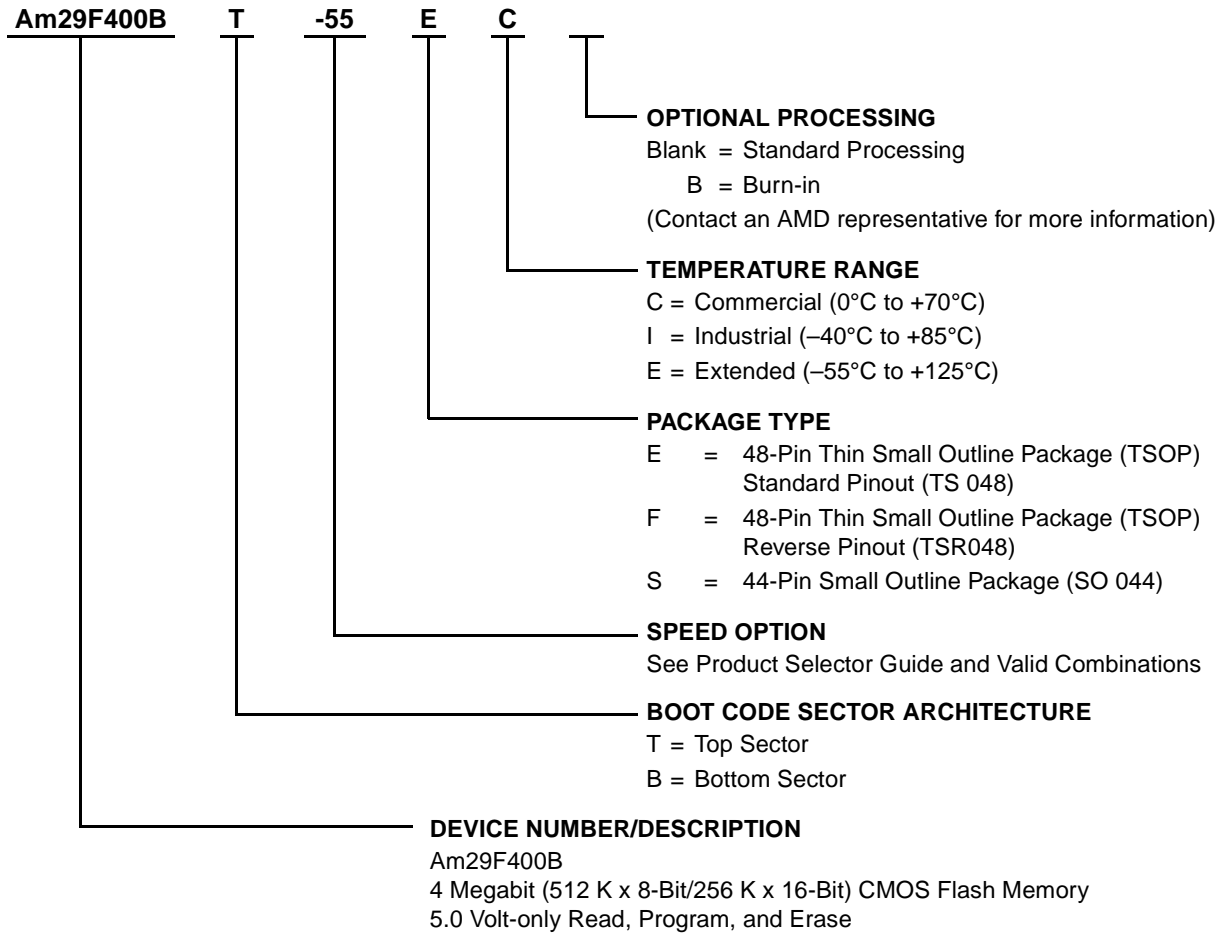 Am29F400B T -55 E C
OPTIONAL PROCESSING
Blank = Standard Processing
B = Burn-in
(Contact an AMD representative for more information)
TEMPERATURE RANGE
C = Commercial (0°C to +70°C)
I = Industrial (–40°C to +85°C)
E = Extended (–55°C to +125°C)
PACKAGE TYPE
E = 48-Pin Thin Small Outline Package (TSOP)
Standard Pinout (TS 048)
F = 48-Pin Thin Small Outline Package (TSOP)
Reverse Pinout (TSR048)
S = 44-Pin Small Outline Package (SO 044)
SPEED OPTION
See Product Selector Guide and Valid Combinations
BOOT CODE SECTOR ARCHITECTURE
T = Top Sector
B = Bottom Sector
DEVICE NUMBER/DESCRIPTION
Am29F400B
4 Megabit (512 K x 8-Bit/256 K x 16-Bit) CMOS Flash Memory
5.0 Volt-only Read, Program, and Erase